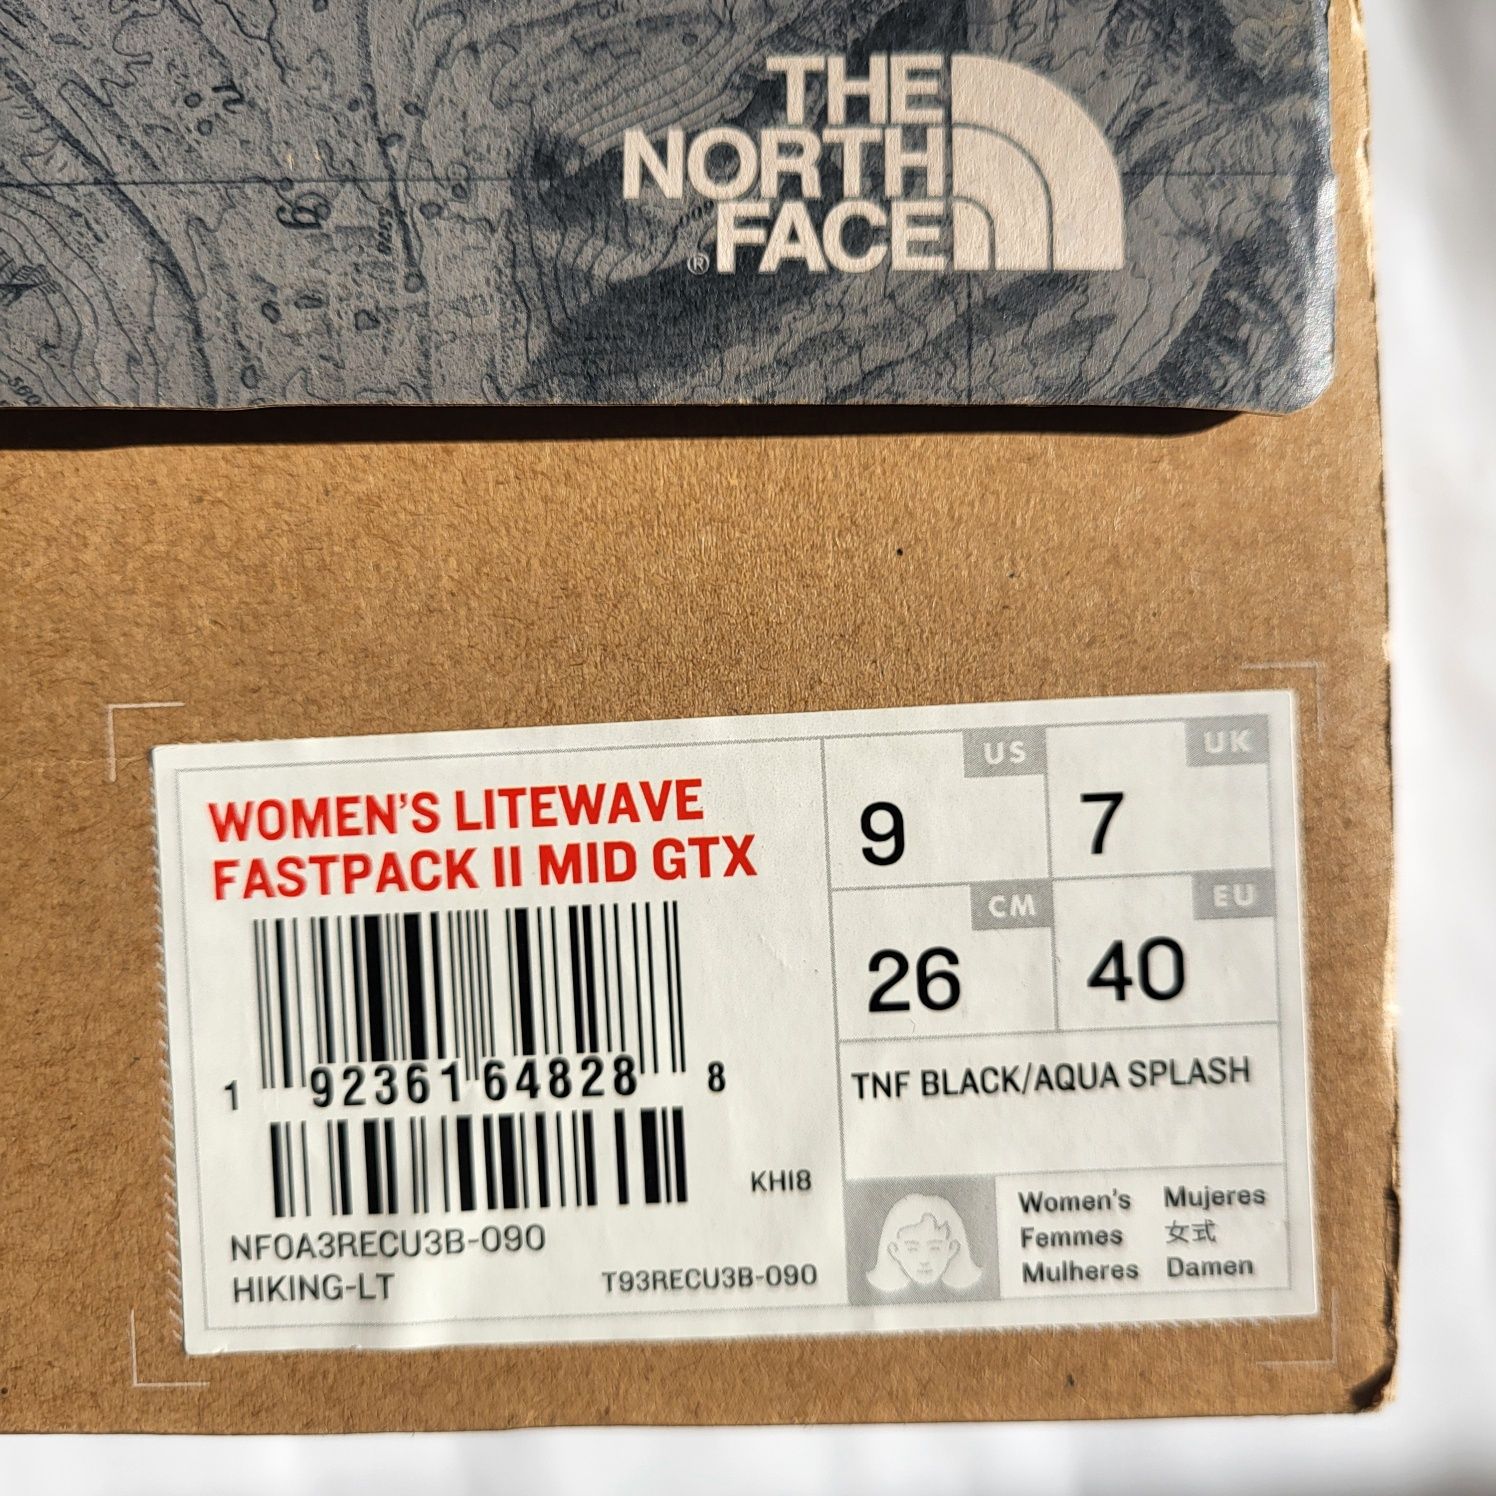 THE
NORTH
FACE
®
5000
WOMEN'S LITEWAVE
FASTPACK II MID GTX
1 92361 64828 8
KH18
NF0A3RECU3B-090
HIKING-LT
T93RECU3B-090
US
9
UK
7
CM
26
EU
40
TNF BLACK/AQUA SPLASH
Women's Mujeres
Femmes 女式
Mulheres Damen